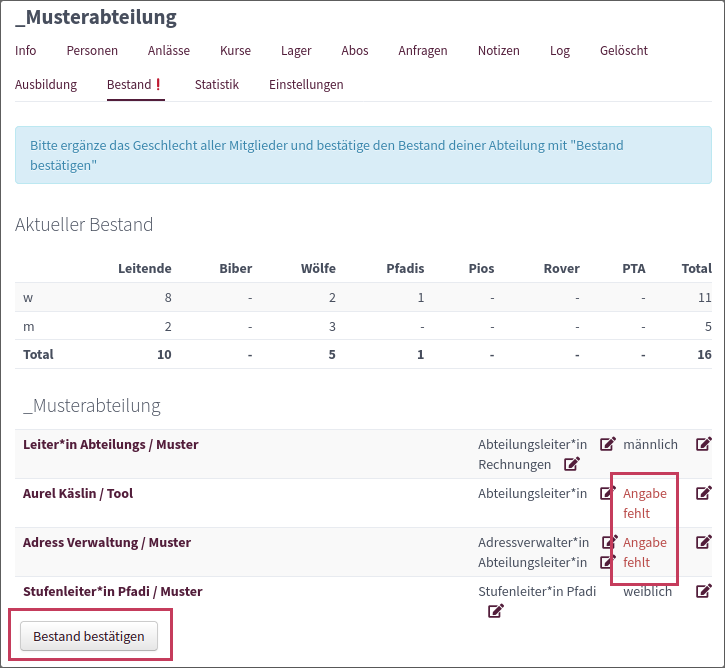 _Musterabteilung
Info Personen Anlässe Kurse Lager Abos Anfragen Notizen Log Gelöscht
Ausbildung Bestand ! Statistik Einstellungen
Bitte ergänze das Geschlecht aller Mitglieder und bestätige den Bestand deiner Abteilung mit "Bestand
bestätigen"
Aktueller Bestand
Leitende Biber Wölfe Pfadis Pios Rover PTA Total
w 8 - 2 1 - - - 11
m 2 - 3 - - - - 5
Total 10 - 5 1 - - - 16
_Musterabteilung
Leiter*in Abteilungs / Muster Abteilungsleiter*in männlich
Rechnungen
Aurel Käslin / Tool Abteilungsleiter*in Angabe
fehlt
Adress Verwaltung / Muster Adressverwalter*in Angabe
Abteilungsleiter*in fehlt
Stufenleiter*in Pfadi / Muster Stufenleiter*in Pfadi weiblich
Bestand bestätigen